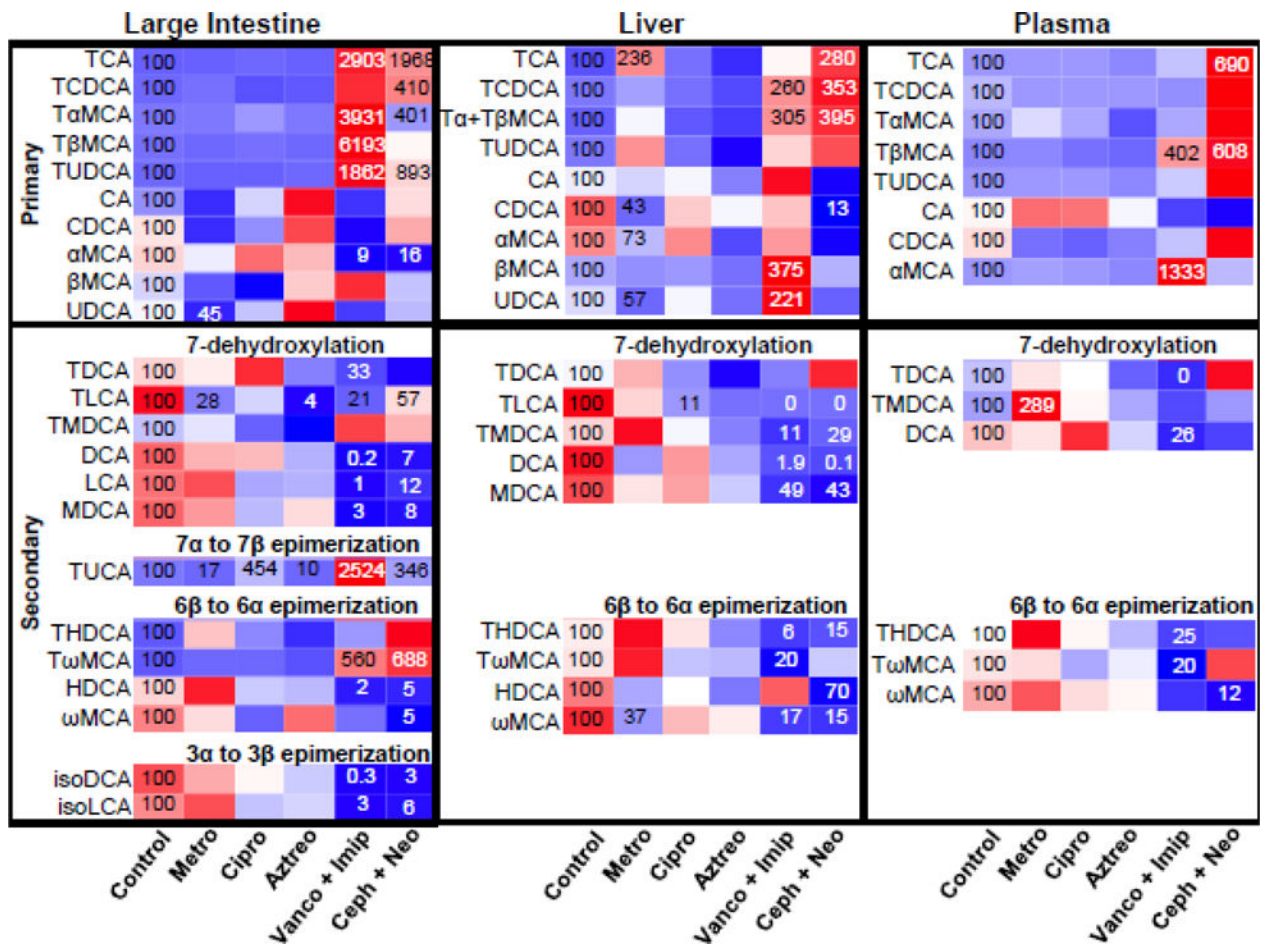 Large Intestine Liver Plasma
Primary
TCA 100 2903 1968
TCDCA 100 410
TαMCA 100 3931 401
TβMCA 100 6193
TUDCA 100 1862 893
CA 100
CDCA 100
αMCA 100 9 16
βMCA 100
UDCA 100 45
TCA 100 236 280
TCDCA 100 260 353
Tα+TβMCA 100 305 395
TUDCA 100
CA 100
CDCA 100 43 13
αMCA 100 73
βMCA 100 375
UDCA 100 57 221
TCA 100 690
TCDCA 100
TαMCA 100
TβMCA 100 402 608
TUDCA 100
CA 100
CDCA 100
αMCA 100 1333
Secondary
7-dehydroxylation
TDCA 100 33
TLCA 100 28 4 21 57
TMDCA 100
DCA 100 0.2 7
LCA 100 1 12
MDCA 100 3 8
7α to 7β epimerization
TUCA 100 17 454 10 2524 346
6β to 6α epimerization
THDCA 100
TωMCA 100 560 688
HDCA 100 2 5
ωMCA 100 5
3α to 3β epimerization
isoDCA 100 0.3 3
isoLCA 100 3 6
7-dehydroxylation
TDCA 100
TLCA 100 11 0 0
TMDCA 100 11 29
DCA 100 1.9 0.1
MDCA 100 49 43
6β to 6α epimerization
THDCA 100 6 15
TωMCA 100 20
HDCA 100 70
ωMCA 100 37 17 15
7-dehydroxylation
TDCA 100 0
TMDCA 100 289
DCA 100 26
6β to 6α epimerization
THDCA 100 25
TωMCA 100 20
ωMCA 100 12
Control Metro Cipro Aztreo Vanco + Imip Ceph + Neo
Control Metro Cipro Aztreo Vanco + Imip Ceph + Neo
Control Metro Cipro Aztreo Vanco + Imip Ceph + Neo